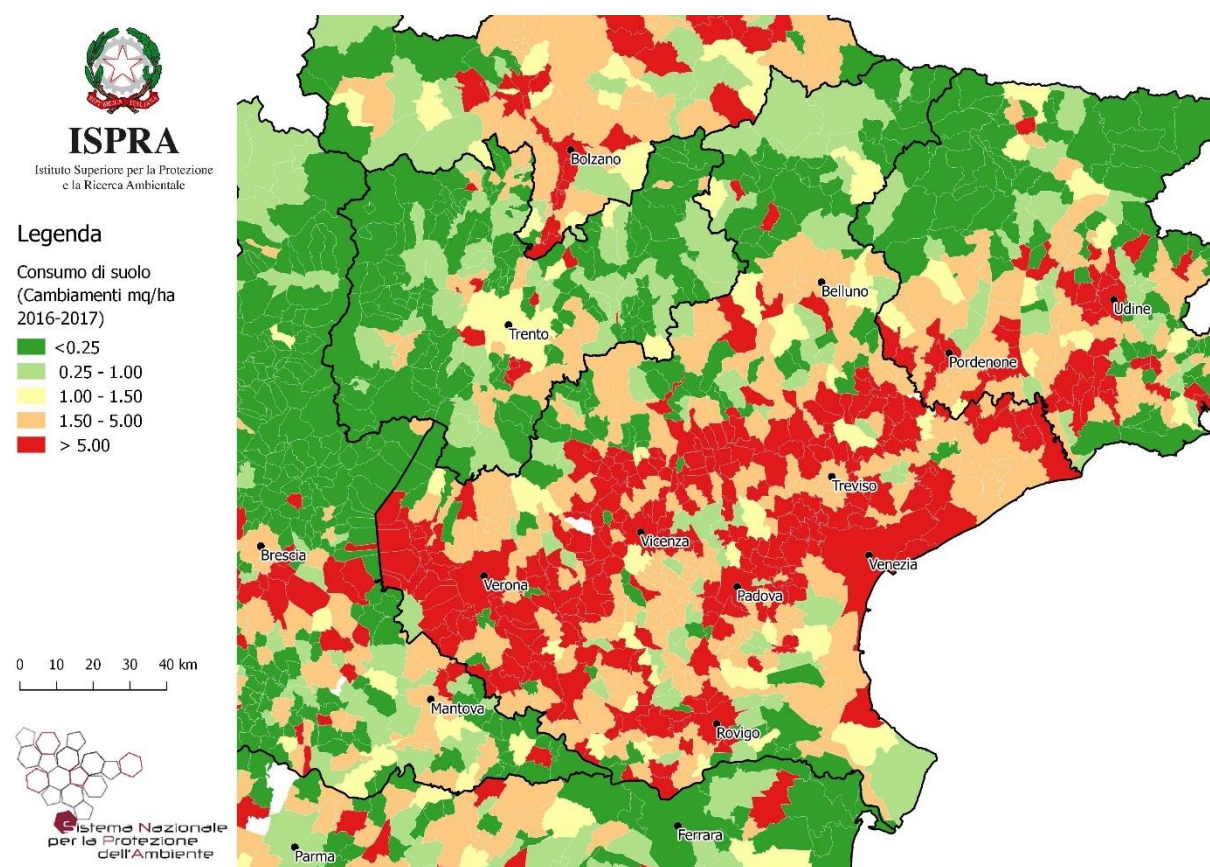 REPVBBLICA ITALIANA
ISPRA
Istituto Superiore per la Protezione
e la Ricerca Ambientale
Legenda
Consumo di suolo
(Cambiamenti mq/ha
2016-2017)
<0.25
0.25 - 1.00
1.00 - 1.50
1.50 - 5.00
> 5.00
0 10 20 30 40 km
Sistema Nazionale
per la Protezione
dell'Ambiente
Bolzano
Belluno
Udine
Trento
Pordenone
Treviso
Vicenza
Brescia
Venezia
Verona
Padova
Mantova
Rovigo
Ferrara
Parma